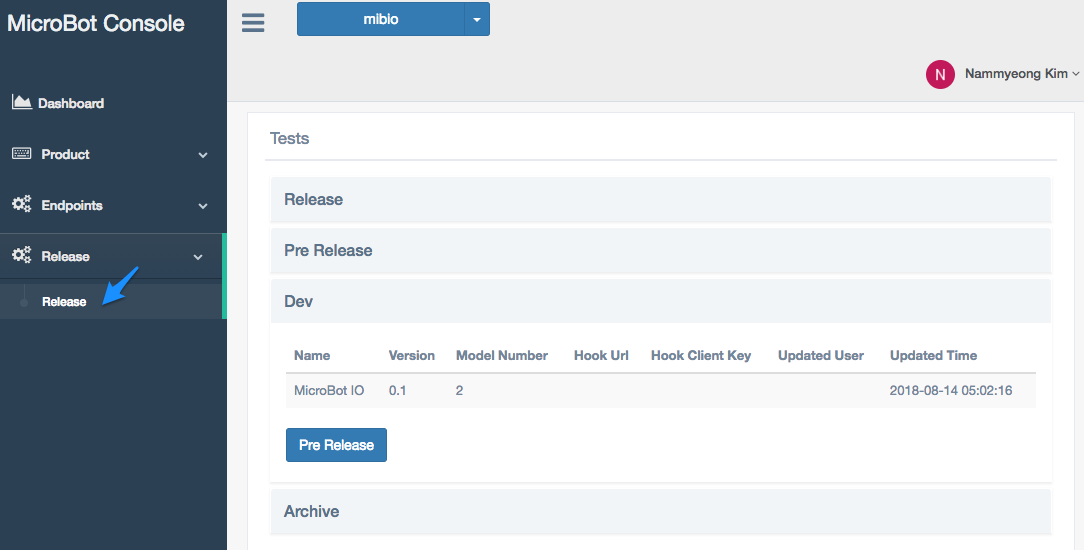 MicroBot Console
mibio
N Nammyeong Kim
Dashboard
Product
Endpoints
Release
Release
Tests
Release
Pre Release
Dev
Name Version Model Number Hook Url Hook Client Key Updated User Updated Time
MicroBot IO 0.1 2 2018-08-14 05:02:16
Pre Release
Archive